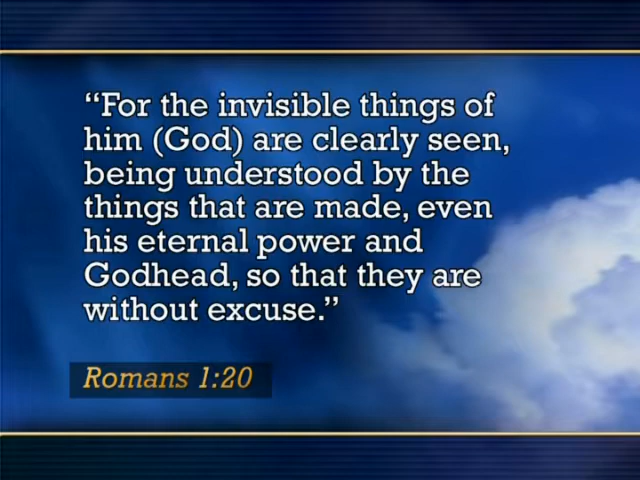 “For the invisible things of
him (God) are clearly seen,
being understood by the
things that are made, even
his eternal power and
Godhead, so that they are
without excuse.”
Romans 1:20